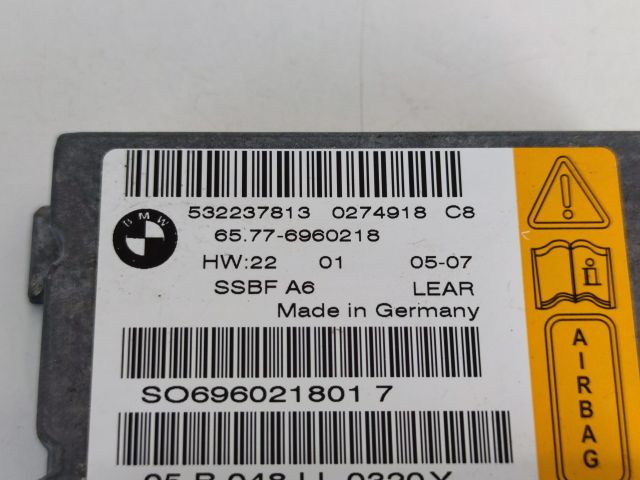 BMW
532237813 0274918 C8
65.77-6960218
HW:22 01 05-07
SSBF A6 LEAR
Made in Germany
SO696021801 7
AIRBAG